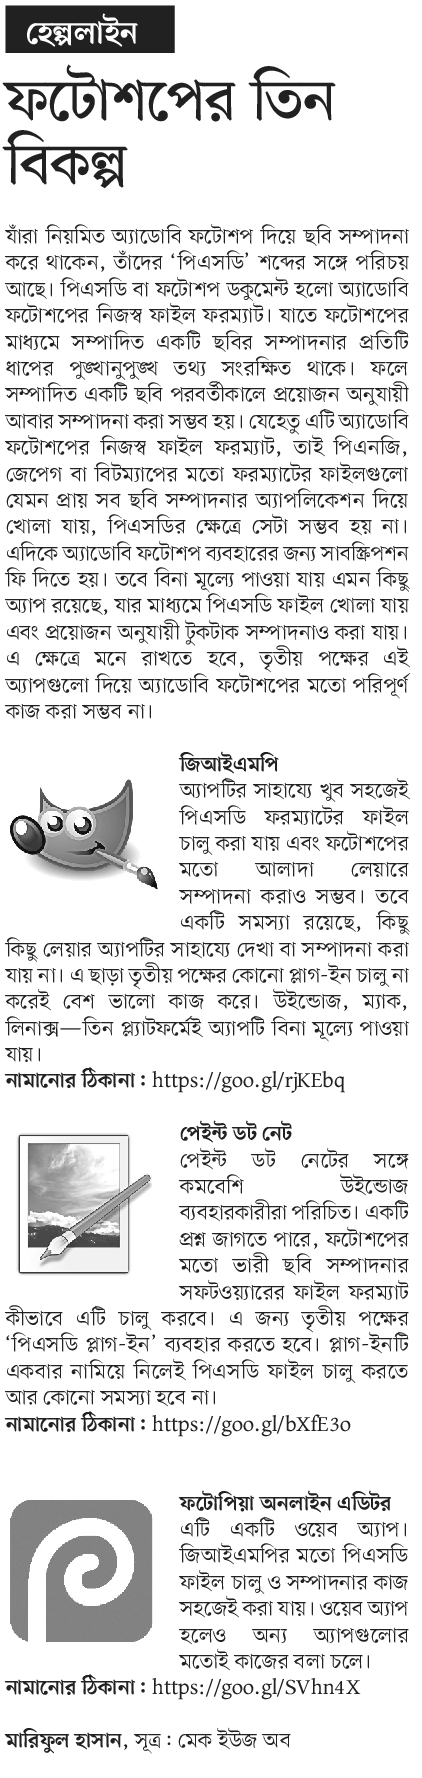 হেল্পলাইন
ফটোশপের তিন
বিকল্প
যাঁরা নিয়মিত অ্যাডোবি ফটোশপ দিয়ে ছবি সম্পাদনা
করে থাকেন, তাঁদের ‘পিএসডি’ শব্দের সঙ্গে পরিচয়
আছে। পিএসডি বা ফটোশপ ডকুমেন্ট হলো অ্যাডোবি
ফটোশপের নিজস্ব ফাইল ফরম্যাট। যাতে ফটোশপের
মাধ্যমে সম্পাদিত একটি ছবির সম্পাদনার প্রতিটি
ধাপের পুঙ্খানুপুঙ্খ তথ্য সংরক্ষিত থাকে। ফলে
সম্পাদিত একটি ছবি পরবর্তীকালে প্রয়োজন অনুযায়ী
আবার সম্পাদনা করা সম্ভব হয়। যেহেতু এটি অ্যাডোবি
ফটোশপের নিজস্ব ফাইল ফরম্যাট, তাই পিএনজি,
জেপেগ বা বিটম্যাপের মতো ফরম্যাটের ফাইলগুলো
যেমন প্রায় সব ছবি সম্পাদনার অ্যাপলিকেশন দিয়ে
খোলা যায়, পিএসডির ক্ষেত্রে সেটা সম্ভব হয় না।
এদিকে অ্যাডোবি ফটোশপ ব্যবহারের জন্য সাবস্ক্রিপশন
ফি দিতে হয়। তবে বিনা মূল্যে পাওয়া যায় এমন কিছু
অ্যাপ রয়েছে, যার মাধ্যমে পিএসডি ফাইল খোলা যায়
এবং প্রয়োজন অনুযায়ী টুকটাক সম্পাদনাও করা যায়।
এ ক্ষেত্রে মনে রাখতে হবে, তৃতীয় পক্ষের এই
অ্যাপগুলো দিয়ে অ্যাডোবি ফটোশপের মতো পরিপূর্ণ
কাজ করা সম্ভব না।
জিআইএমপি
অ্যাপটির সাহায্যে খুব সহজেই
পিএসডি ফরম্যাটের ফাইল
চালু করা যায় এবং ফটোশপের
মতো আলাদা লেয়ারে
সম্পাদনা করাও সম্ভব। তবে
একটি সমস্যা রয়েছে, কিছু
কিছু লেয়ার অ্যাপটির সাহায্যে দেখা বা সম্পাদনা করা
যায় না। এ ছাড়া তৃতীয় পক্ষের কোনো প্লাগ-ইন চালু না
করেই বেশ ভালো কাজ করে। উইন্ডোজ, ম্যাক,
লিনাক্স—তিন প্ল্যাটফর্মেই অ্যাপটি বিনা মূল্যে পাওয়া
যায়।
নামানোর ঠিকানা : https://goo.gl/rjKEbq
পেইন্ট ডট নেট
পেইন্ট ডট নেটের সঙ্গে
কমবেশি উইন্ডোজ
ব্যবহারকারীরা পরিচিত। একটি
প্রশ্ন জাগতে পারে, ফটোশপের
মতো ভারী ছবি সম্পাদনার
সফটওয়্যারের ফাইল ফরম্যাট
কীভাবে এটি চালু করবে। এ জন্য তৃতীয় পক্ষের
‘পিএসডি প্লাগ-ইন’ ব্যবহার করতে হবে। প্লাগ-ইনটি
একবার নামিয়ে নিলেই পিএসডি ফাইল চালু করতে
আর কোনো সমস্যা হবে না।
নামানোর ঠিকানা : https://goo.gl/bXfE3o
ফটোপিয়া অনলাইন এডিটর
এটি একটি ওয়েব অ্যাপ।
জিআইএমপির মতো পিএসডি
ফাইল চালু ও সম্পাদনার কাজ
সহজেই করা যায়। ওয়েব অ্যাপ
হলেও অন্য অ্যাপগুলোর
মতোই কাজের বলা চলে।
নামানোর ঠিকানা : https://goo.gl/SVhn4X
মারিফুল হাসান, সূত্র : মেক ইউজ অব